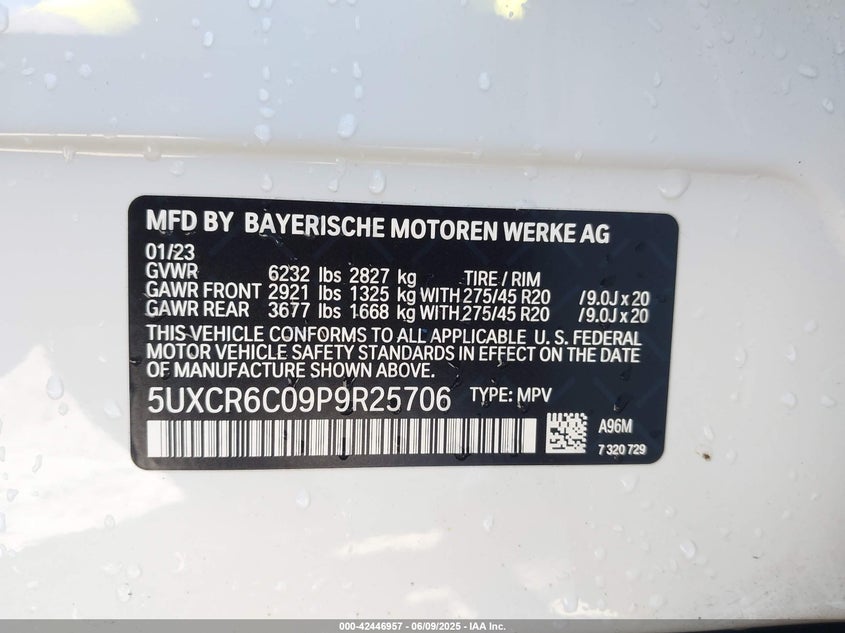 MFD BY BAYERISCHE MOTOREN WERKE AG
01/23
GVWR 6232 lbs 2827 kg TIRE / RIM
GAWR FRONT 2921 lbs 1325 kg WITH 275/45 R20 / 9.0J x 20
GAWR REAR 3677 lbs 1668 kg WITH 275/45 R20 / 9.0J x 20
THIS VEHICLE CONFORMS TO ALL APPLICABLE U. S. FEDERAL
MOTOR VEHICLE SAFETY STANDARDS IN EFFECT ON THE DATE
OF MANUFACTURE SHOWN ABOVE.
5UXCR6C09P9R25706 TYPE: MPV
A96M
7 320 729
000-42446957 - 06/09/2025 - IAA Inc.